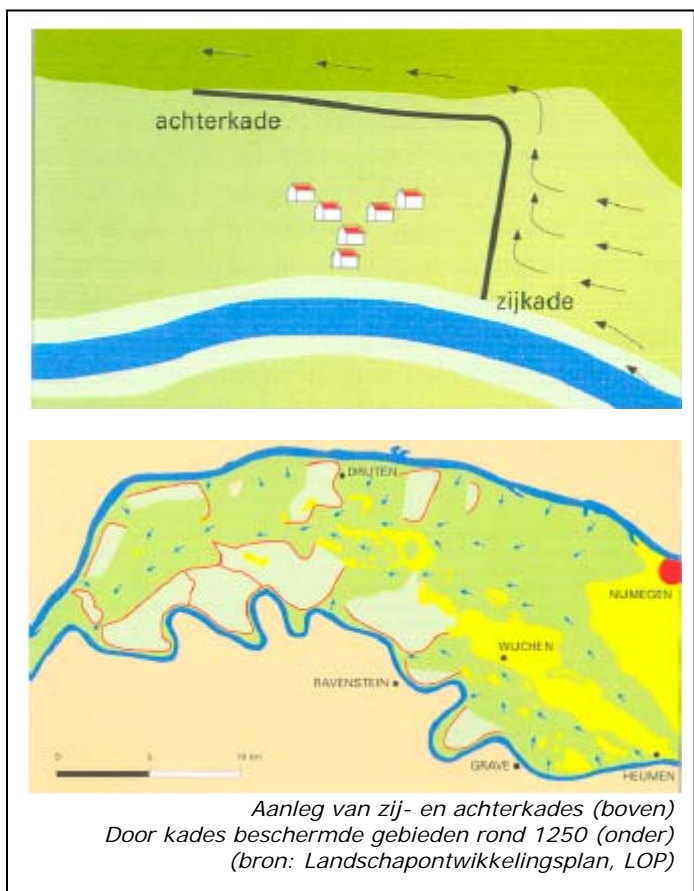 achterkade
zijkade
DRUTEN
NIJMEGEN
WIJCHEN
RAVENSTEIN
GRAVE
HEUMEN
0 5 10 km
Aanleg van zij- en achterkades (boven)
Door kades beschermde gebieden rond 1250 (onder)
(bron: Landschapontwikkelingsplan, LOP)